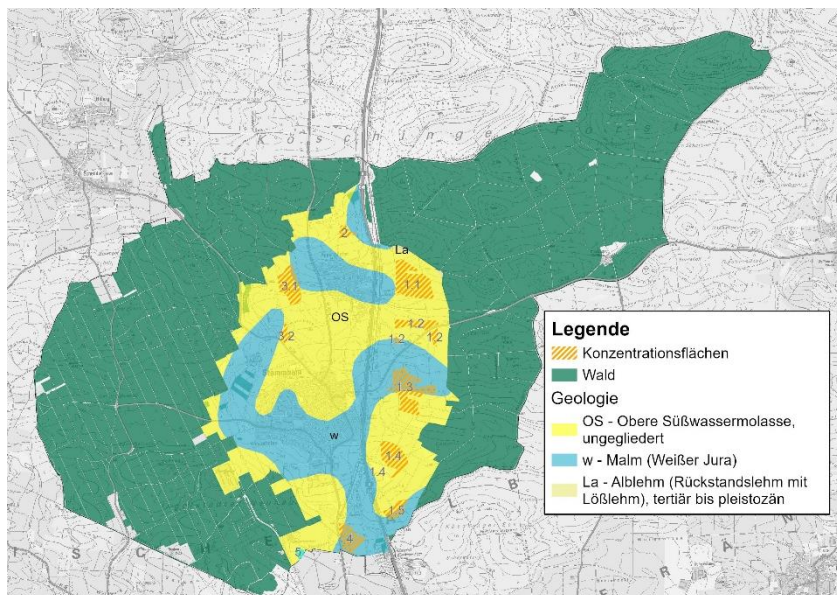 Köschinge
2
La
3.1
1.1
OS
1.2
3.2
1.2
1.2
1.3
w
1.4
1.4
1.5
4
5
Legende
Konzentrationsflächen
Wald
Geologie
OS - Obere Süßwassermolasse,
ungegliedert
w - Malm (Weißer Jura)
La - Alblehm (Rückstandslehm mit
Lößlehm), tertiär bis pleistozän